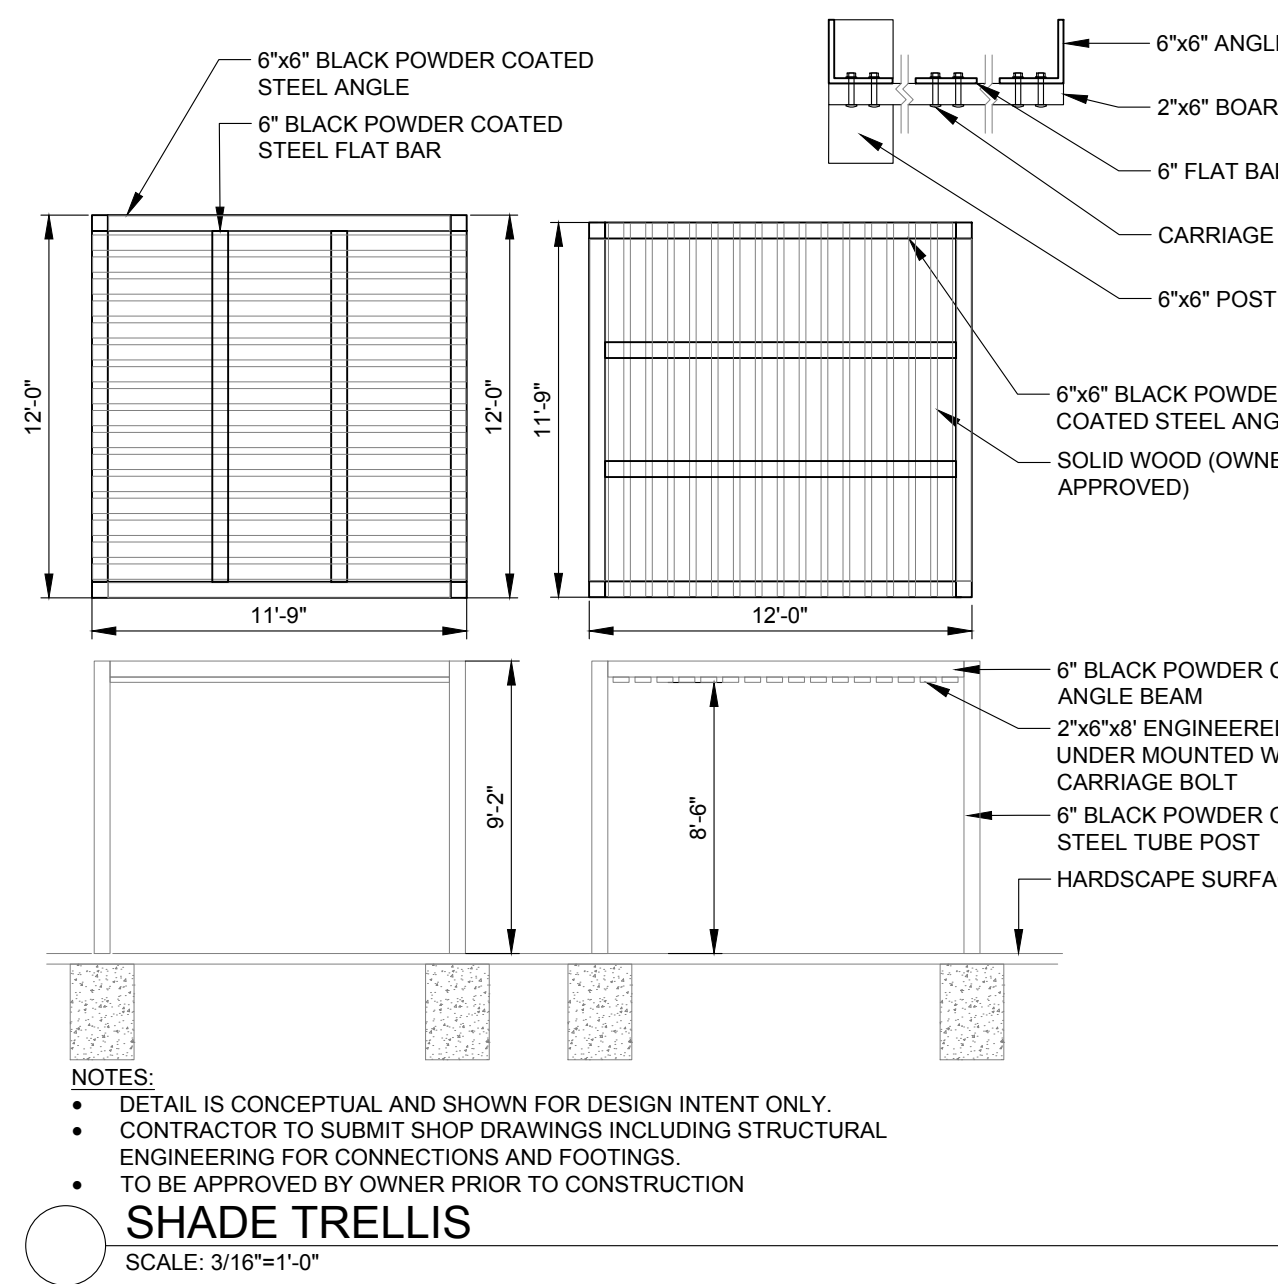 6"x6" BLACK POWDER COATED
STEEL ANGLE
6" BLACK POWDER COATED
STEEL FLAT BAR
6"x6" ANGLE
2"x6" BOAR
6" FLAT BAR
CARRIAGE
6"x6" POST
12'-0"
12'-0"
11'-9"
11'-9"
12'-0"
6"x6" BLACK POWDE
COATED STEEL ANG
SOLID WOOD (OWNE
APPROVED)
9'-2"
8'-6"
6" BLACK POWDER C
ANGLE BEAM
2"x6"x8' ENGINEERED
UNDER MOUNTED W
CARRIAGE BOLT
6" BLACK POWDER C
STEEL TUBE POST
HARDSCAPE SURFA
NOTES:
• DETAIL IS CONCEPTUAL AND SHOWN FOR DESIGN INTENT ONLY.
• CONTRACTOR TO SUBMIT SHOP DRAWINGS INCLUDING STRUCTURAL
ENGINEERING FOR CONNECTIONS AND FOOTINGS.
• TO BE APPROVED BY OWNER PRIOR TO CONSTRUCTION
SHADE TRELLIS
SCALE: 3/16"=1'-0"